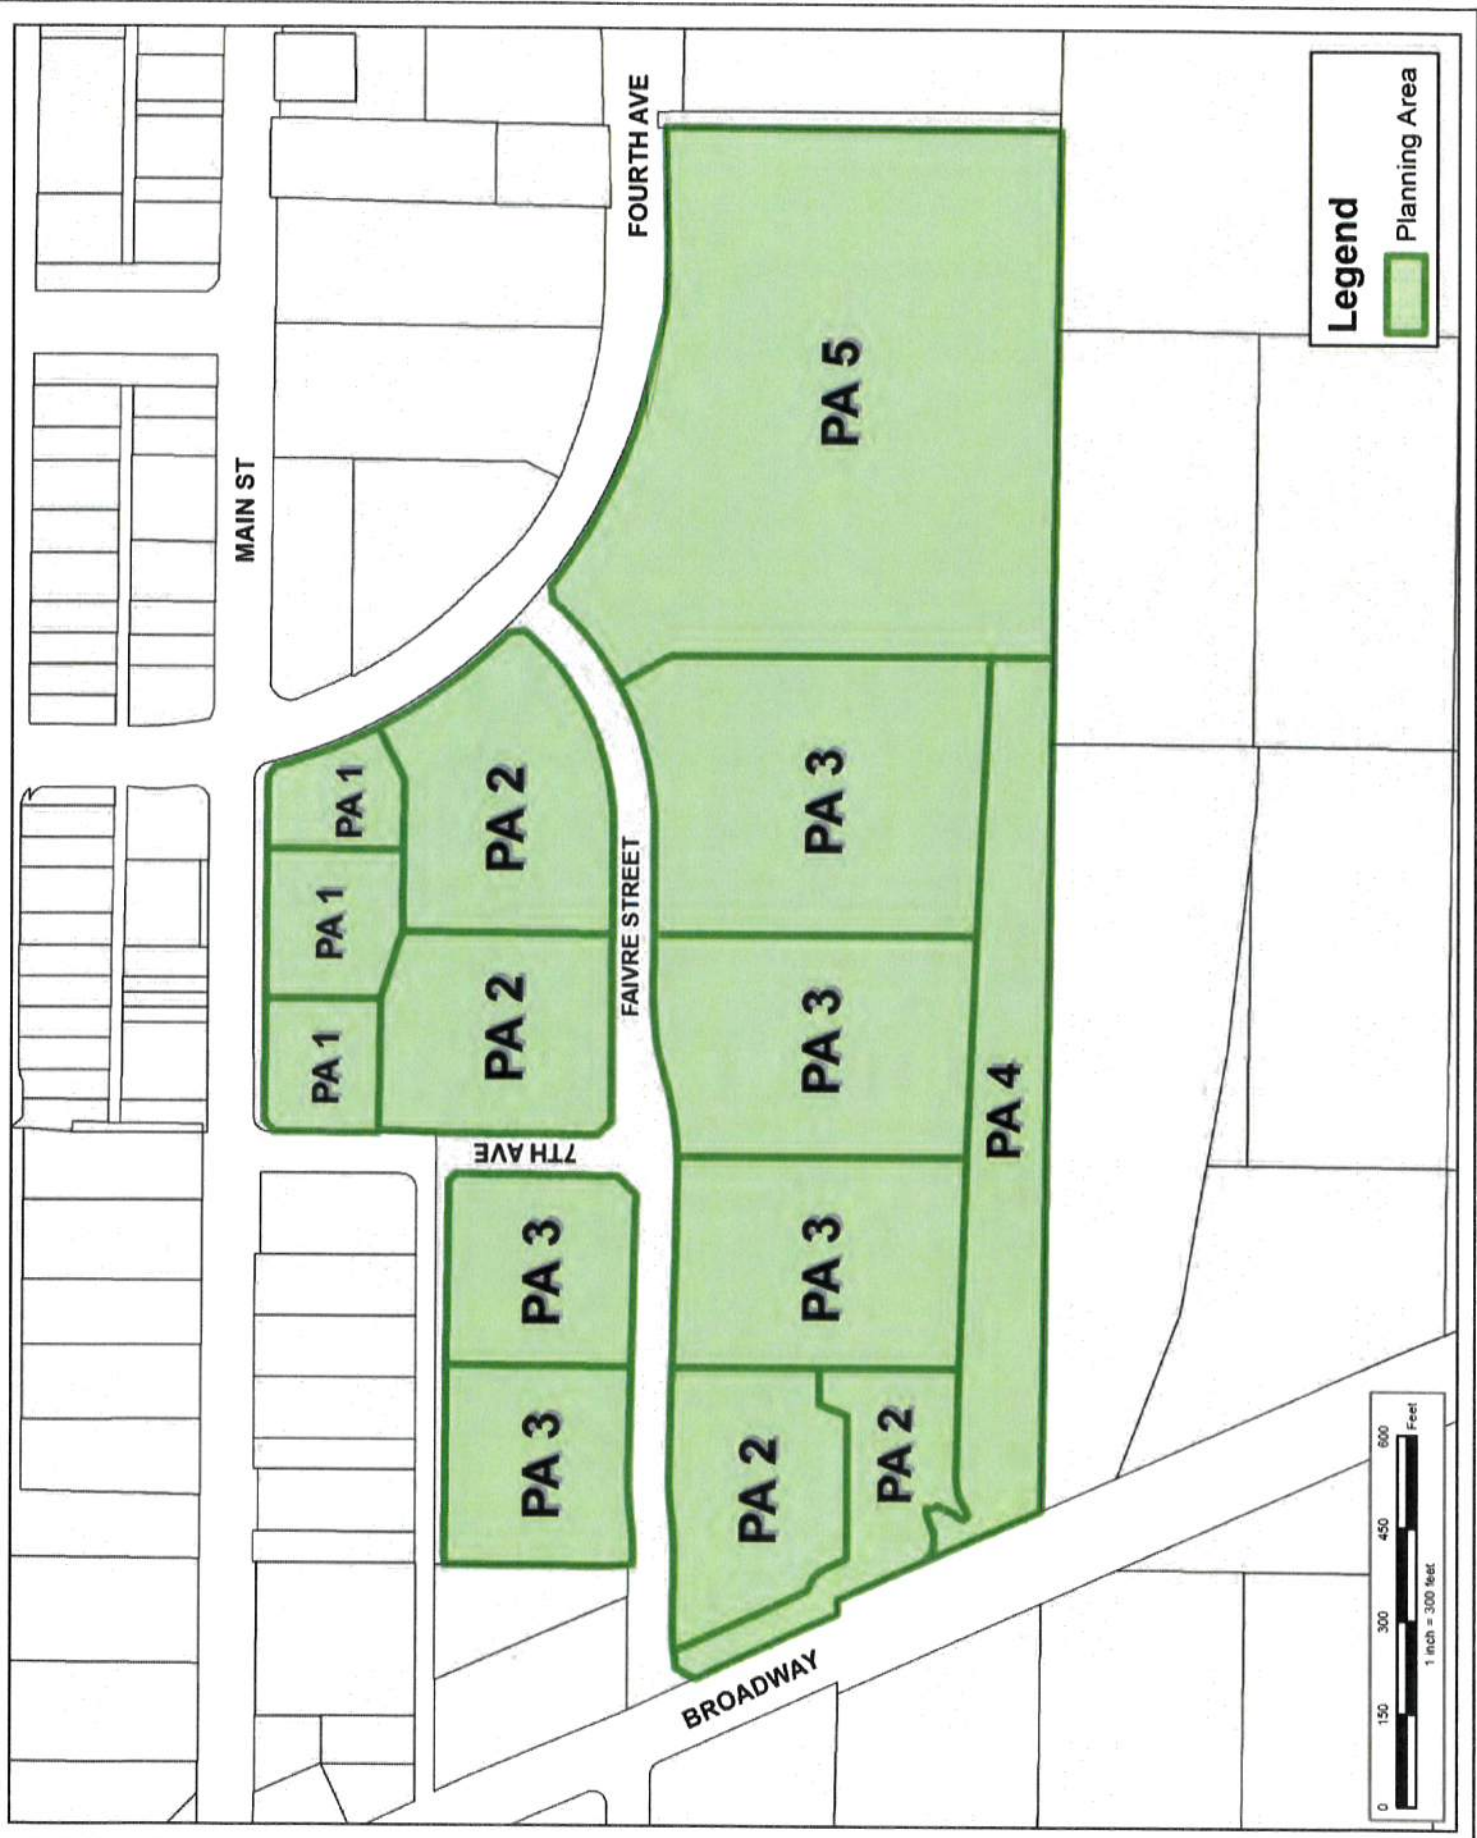 MAIN ST
PA 1
PA 1
PA 1
PA 2
PA 2
7TH AVE
PA 3
PA 3
FAIVRE STREET
FOURTH AVE
BROADWAY
PA 2
PA 3
PA 3
PA 3
PA 5
PA 2
PA 4
Legend
Planning Area
0 150 300 450 600
Feet
1 inch = 300 feet